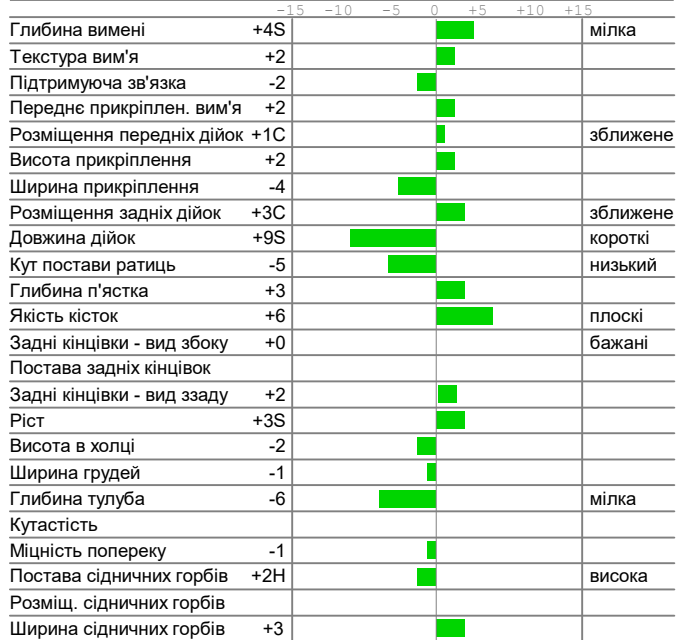 -15 -10 -5 0 +5 +10 +15
Глибина вимені +4S мілка
Текстура вим'я +2
Підтримуюча зв'язка -2
Переднє прикріплен. вим'я +2
Розміщення передніх дійок +1C зближене
Висота прикріплення +2
Ширина прикріплення -4
Розміщення задніх дійок +3C зближене
Довжина дійок +9S короткі
Кут постави ратиць -5 низький
Глибина п'ястка +3
Якість кісток +6 плоскі
Задні кінцівки - вид збоку +0 бажані
Постава задніх кінцівок
Задні кінцівки - вид ззаду +2
Ріст +3S
Висота в холці -2
Ширина грудей -1
Глибина тулуба -6 мілка
Кутастість
Міцність попереку -1
Постава сідничних горбів +2H висока
Розміщ. сідничних горбів
Ширина сідничних горбів +3